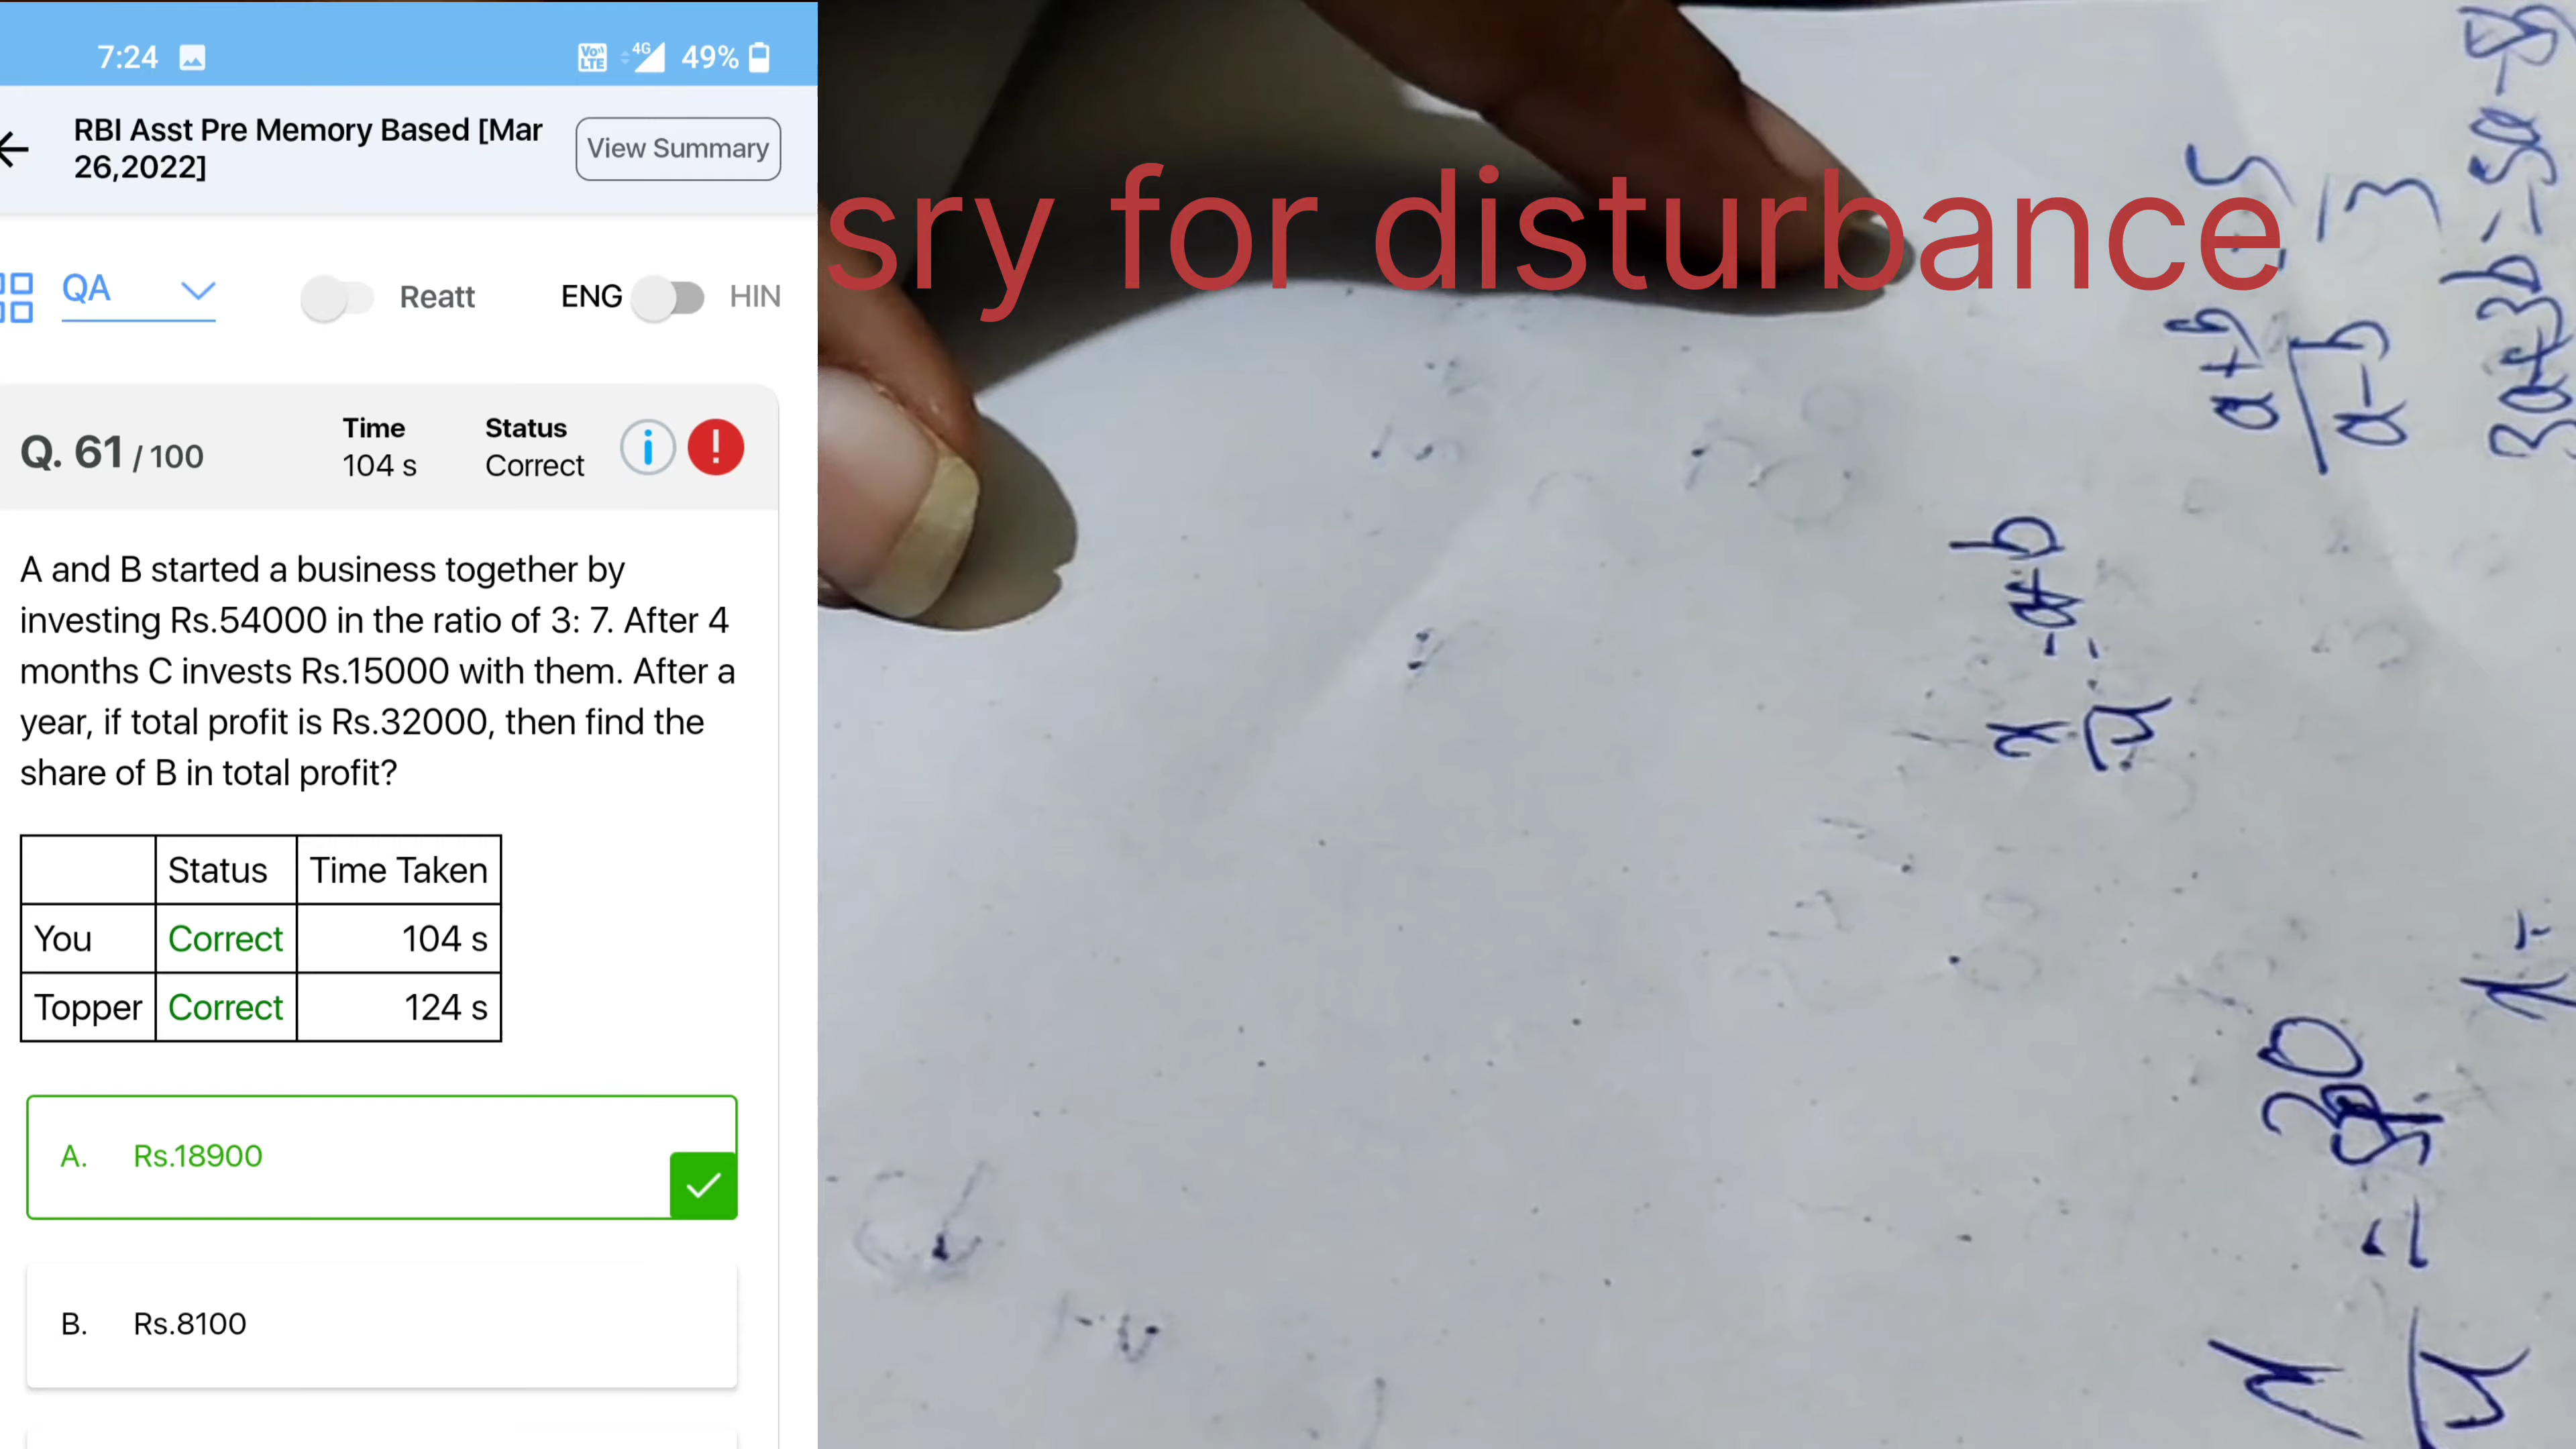 7:24 VoLTE 4G 49%
RBI Asst Pre Memory Based [Mar
26,2022]
View Summary
QA Reatt ENG HIN
Q. 61 / 100 Time Status
104 s Correct
A and B started a business together by
investing Rs.54000 in the ratio of 3: 7. After 4
months C invests Rs.15000 with them. After a
year, if total profit is Rs.32000, then find the
share of B in total profit?
Status Time Taken
You Correct 104 s
Topper Correct 124 s
A. Rs.18900
B. Rs.8100
sry for disturbance
a+b
a-b
3